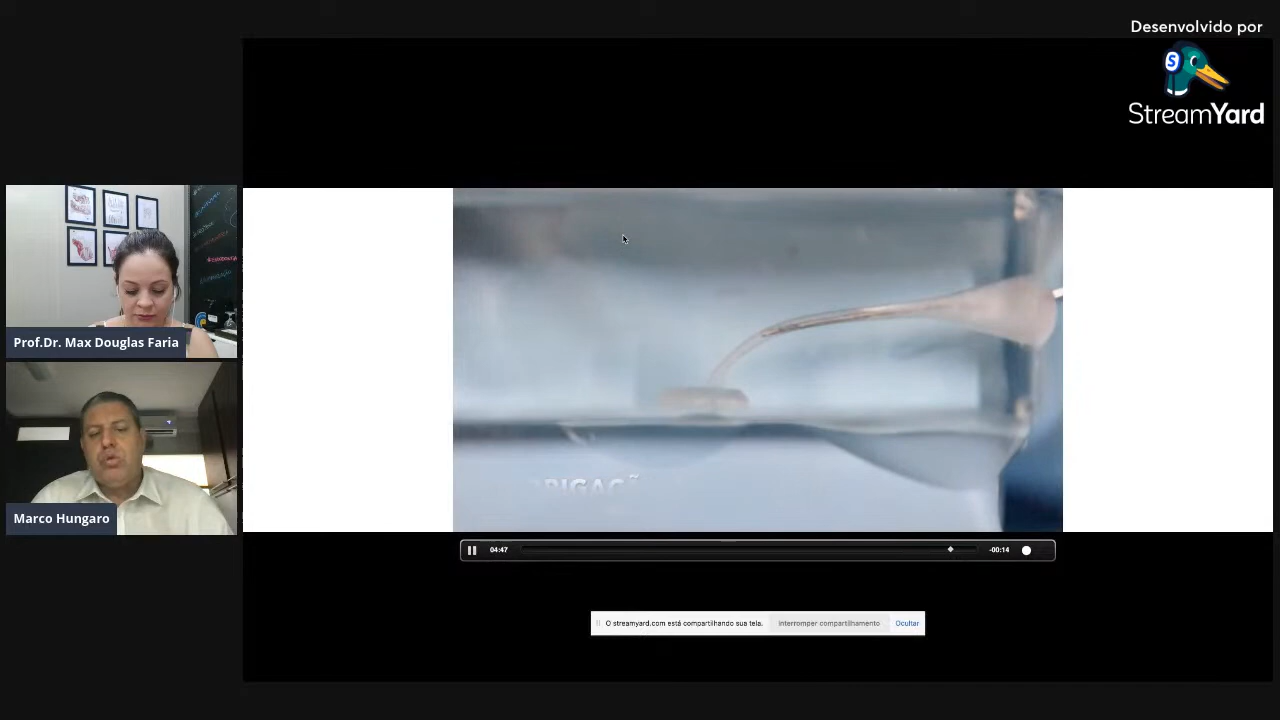 Desenvolvido por
StreamYard
Prof.Dr. Max Douglas Faria
Marco Hungaro
04:47
-00:14
O streamyard.com está compartilhando sua tela.
Interromper compartilhamento
Ocultar